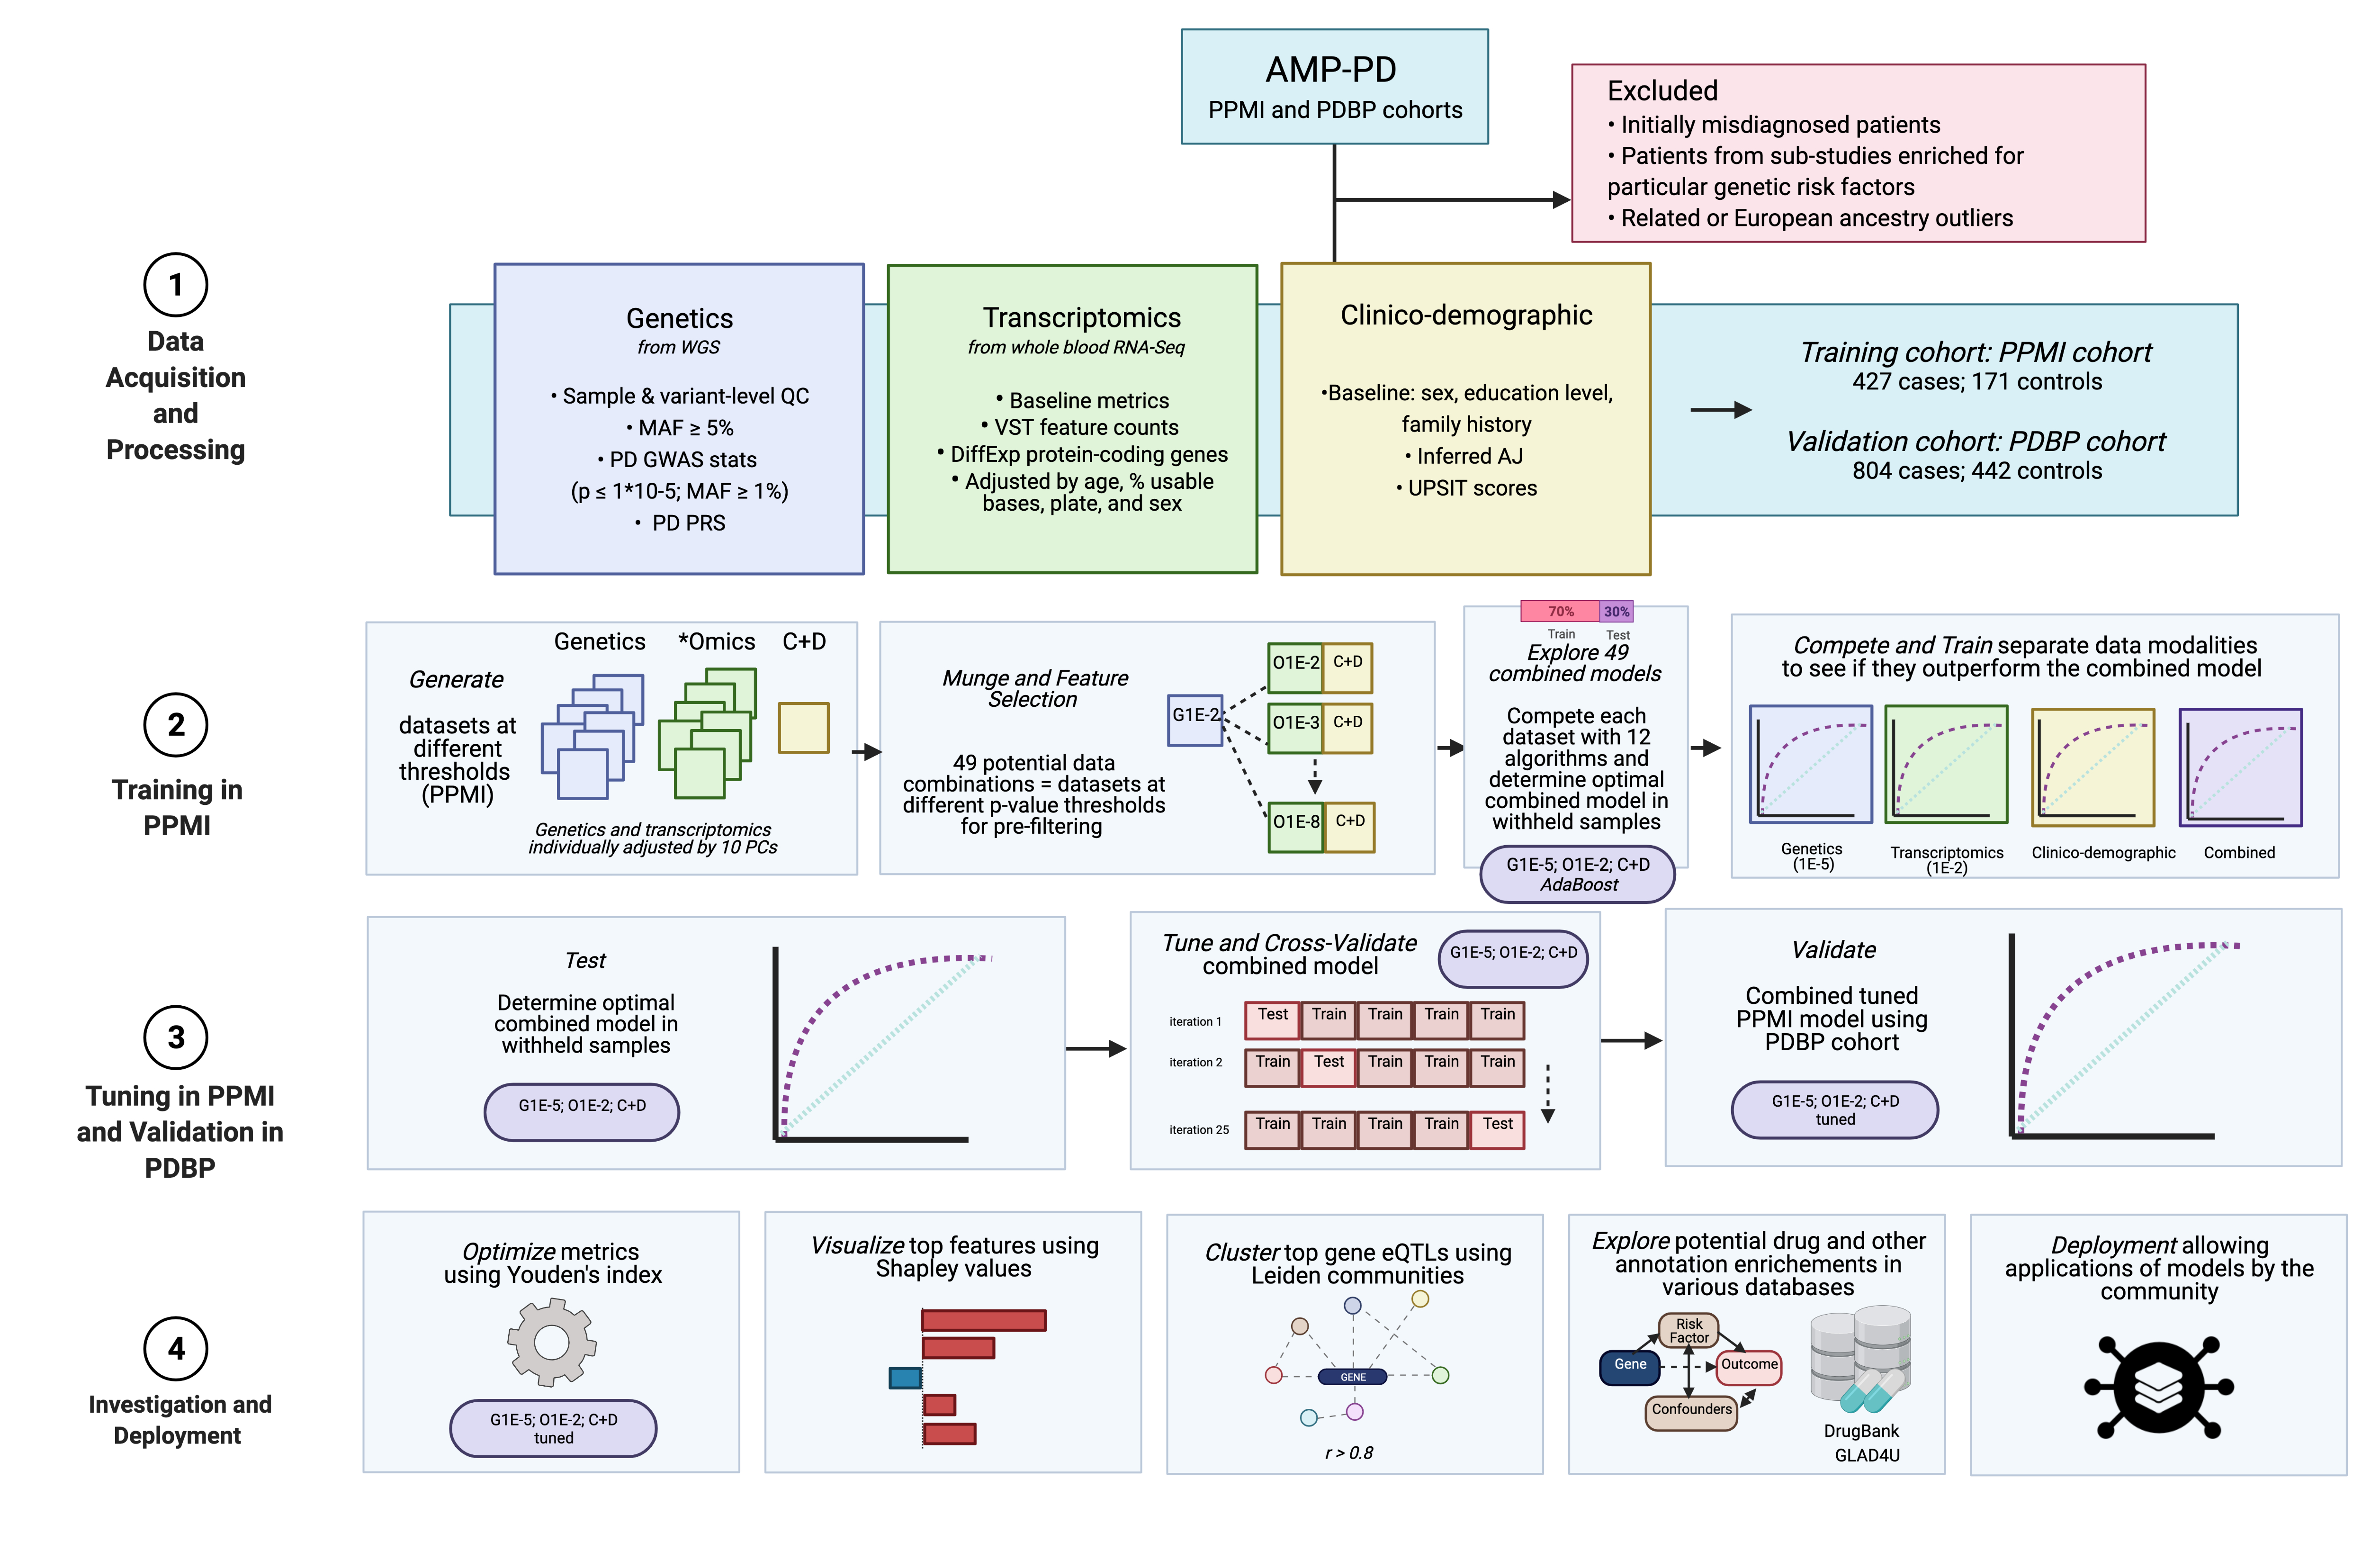 AMP-PD
PPMI and PDBP cohorts
Excluded
• Initially misdiagnosed patients
• Patients from sub-studies enriched for
particular genetic risk factors
• Related or European ancestry outliers
1
Data
Acquisition
and
Processing
Genetics
from WGS
• Sample & variant-level QC
• MAF ≥ 5%
• PD GWAS stats
(p ≤ 1*10-5; MAF ≥ 1%)
• PD PRS
Transcriptomics
from whole blood RNA-Seq
• Baseline metrics
• VST feature counts
• DiffExp protein-coding genes
• Adjusted by age, % usable
bases, plate, and sex
Clinico-demographic
•Baseline: sex, education level,
family history
• Inferred AJ
• UPSIT scores
Training cohort: PPMI cohort
427 cases; 171 controls
Validation cohort: PDBP cohort
804 cases; 442 controls
2
Training in
PPMI
Generate
datasets at
different
thresholds
(PPMI)
Genetics
*Omics
C+D
Genetics and transcriptomics
individually adjusted by 10 PCs
Munge and Feature
Selection
49 potential data
combinations = datasets at
different p-value thresholds
for pre-filtering
G1E-2
O1E-2
C+D
O1E-3
C+D
O1E-8
C+D
70%
30%
Train
Test
Explore 49
combined models
Compete each
dataset with 12
algorithms and
determine optimal
combined model in
withheld samples
G1E-5; O1E-2; C+D
AdaBoost
Compete and Train separate data modalities
to see if they outperform the combined model
Genetics
(1E-5)
Transcriptomics
(1E-2)
Clinico-demographic
Combined
3
Tuning in PPMI
and Validation in
PDBP
Test
Determine optimal
combined model in
withheld samples
G1E-5; O1E-2; C+D
Tune and Cross-Validate
combined model
G1E-5; O1E-2; C+D
iteration 1
Test Train Train Train Train
iteration 2
Train Test Train Train Train
iteration 25
Train Train Train Train Test
Validate
Combined tuned
PPMI model using
PDBP cohort
G1E-5; O1E-2; C+D
tuned
4
Investigation and
Deployment
Optimize metrics
using Youden's index
G1E-5; O1E-2; C+D
tuned
Visualize top features using
Shapley values
Cluster top gene eQTLs using
Leiden communities
GENE
r > 0.8
Explore potential drug and other
annotation enrichements in
various databases
Risk
Factor
Gene
Outcome
Confounders
DrugBank
GLAD4U
Deployment allowing
applications of models by the
community